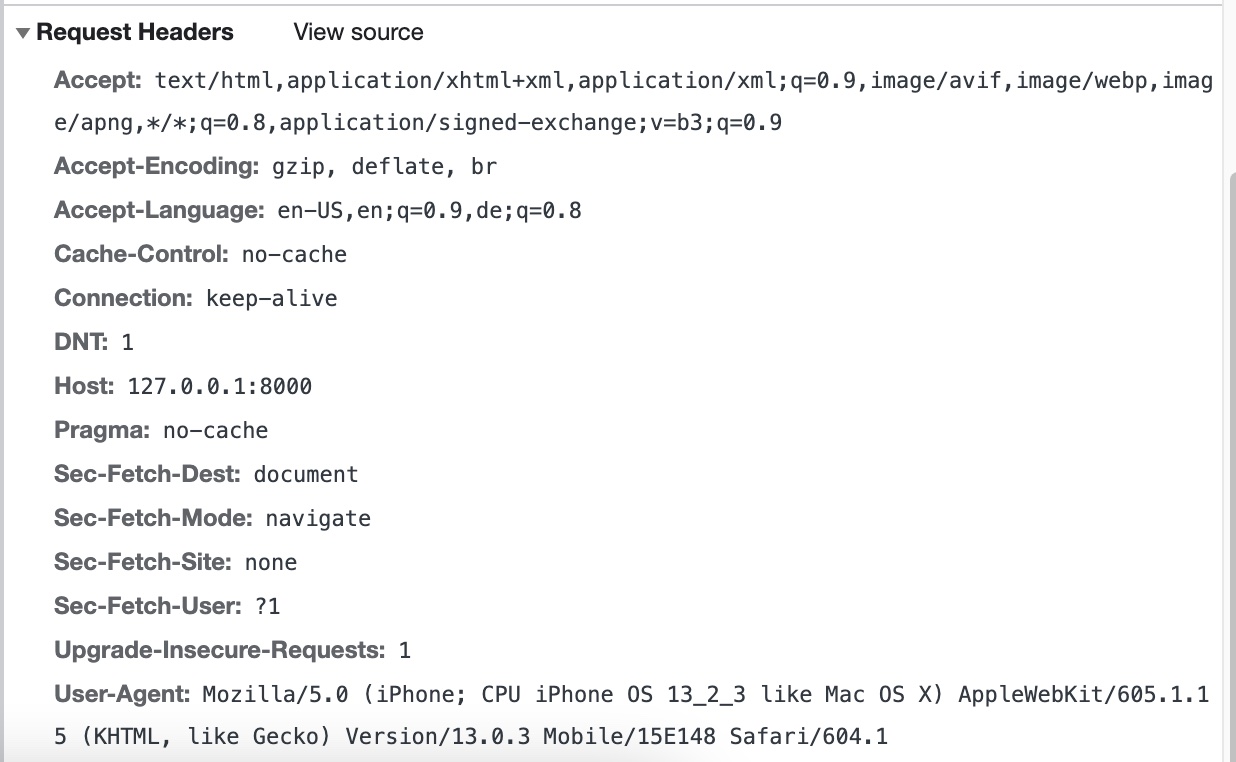 Request Headers View source
Accept: text/html,application/xhtml+xml,application/xml;q=0.9,image/avif,image/webp,imag
e/apng,*/*;q=0.8,application/signed-exchange;v=b3;q=0.9
Accept-Encoding: gzip, deflate, br
Accept-Language: en-US,en;q=0.9,de;q=0.8
Cache-Control: no-cache
Connection: keep-alive
DNT: 1
Host: 127.0.0.1:8000
Pragma: no-cache
Sec-Fetch-Dest: document
Sec-Fetch-Mode: navigate
Sec-Fetch-Site: none
Sec-Fetch-User: ?1
Upgrade-Insecure-Requests: 1
User-Agent: Mozilla/5.0 (iPhone; CPU iPhone OS 13_2_3 like Mac OS X) AppleWebKit/605.1.1
5 (KHTML, like Gecko) Version/13.0.3 Mobile/15E148 Safari/604.1